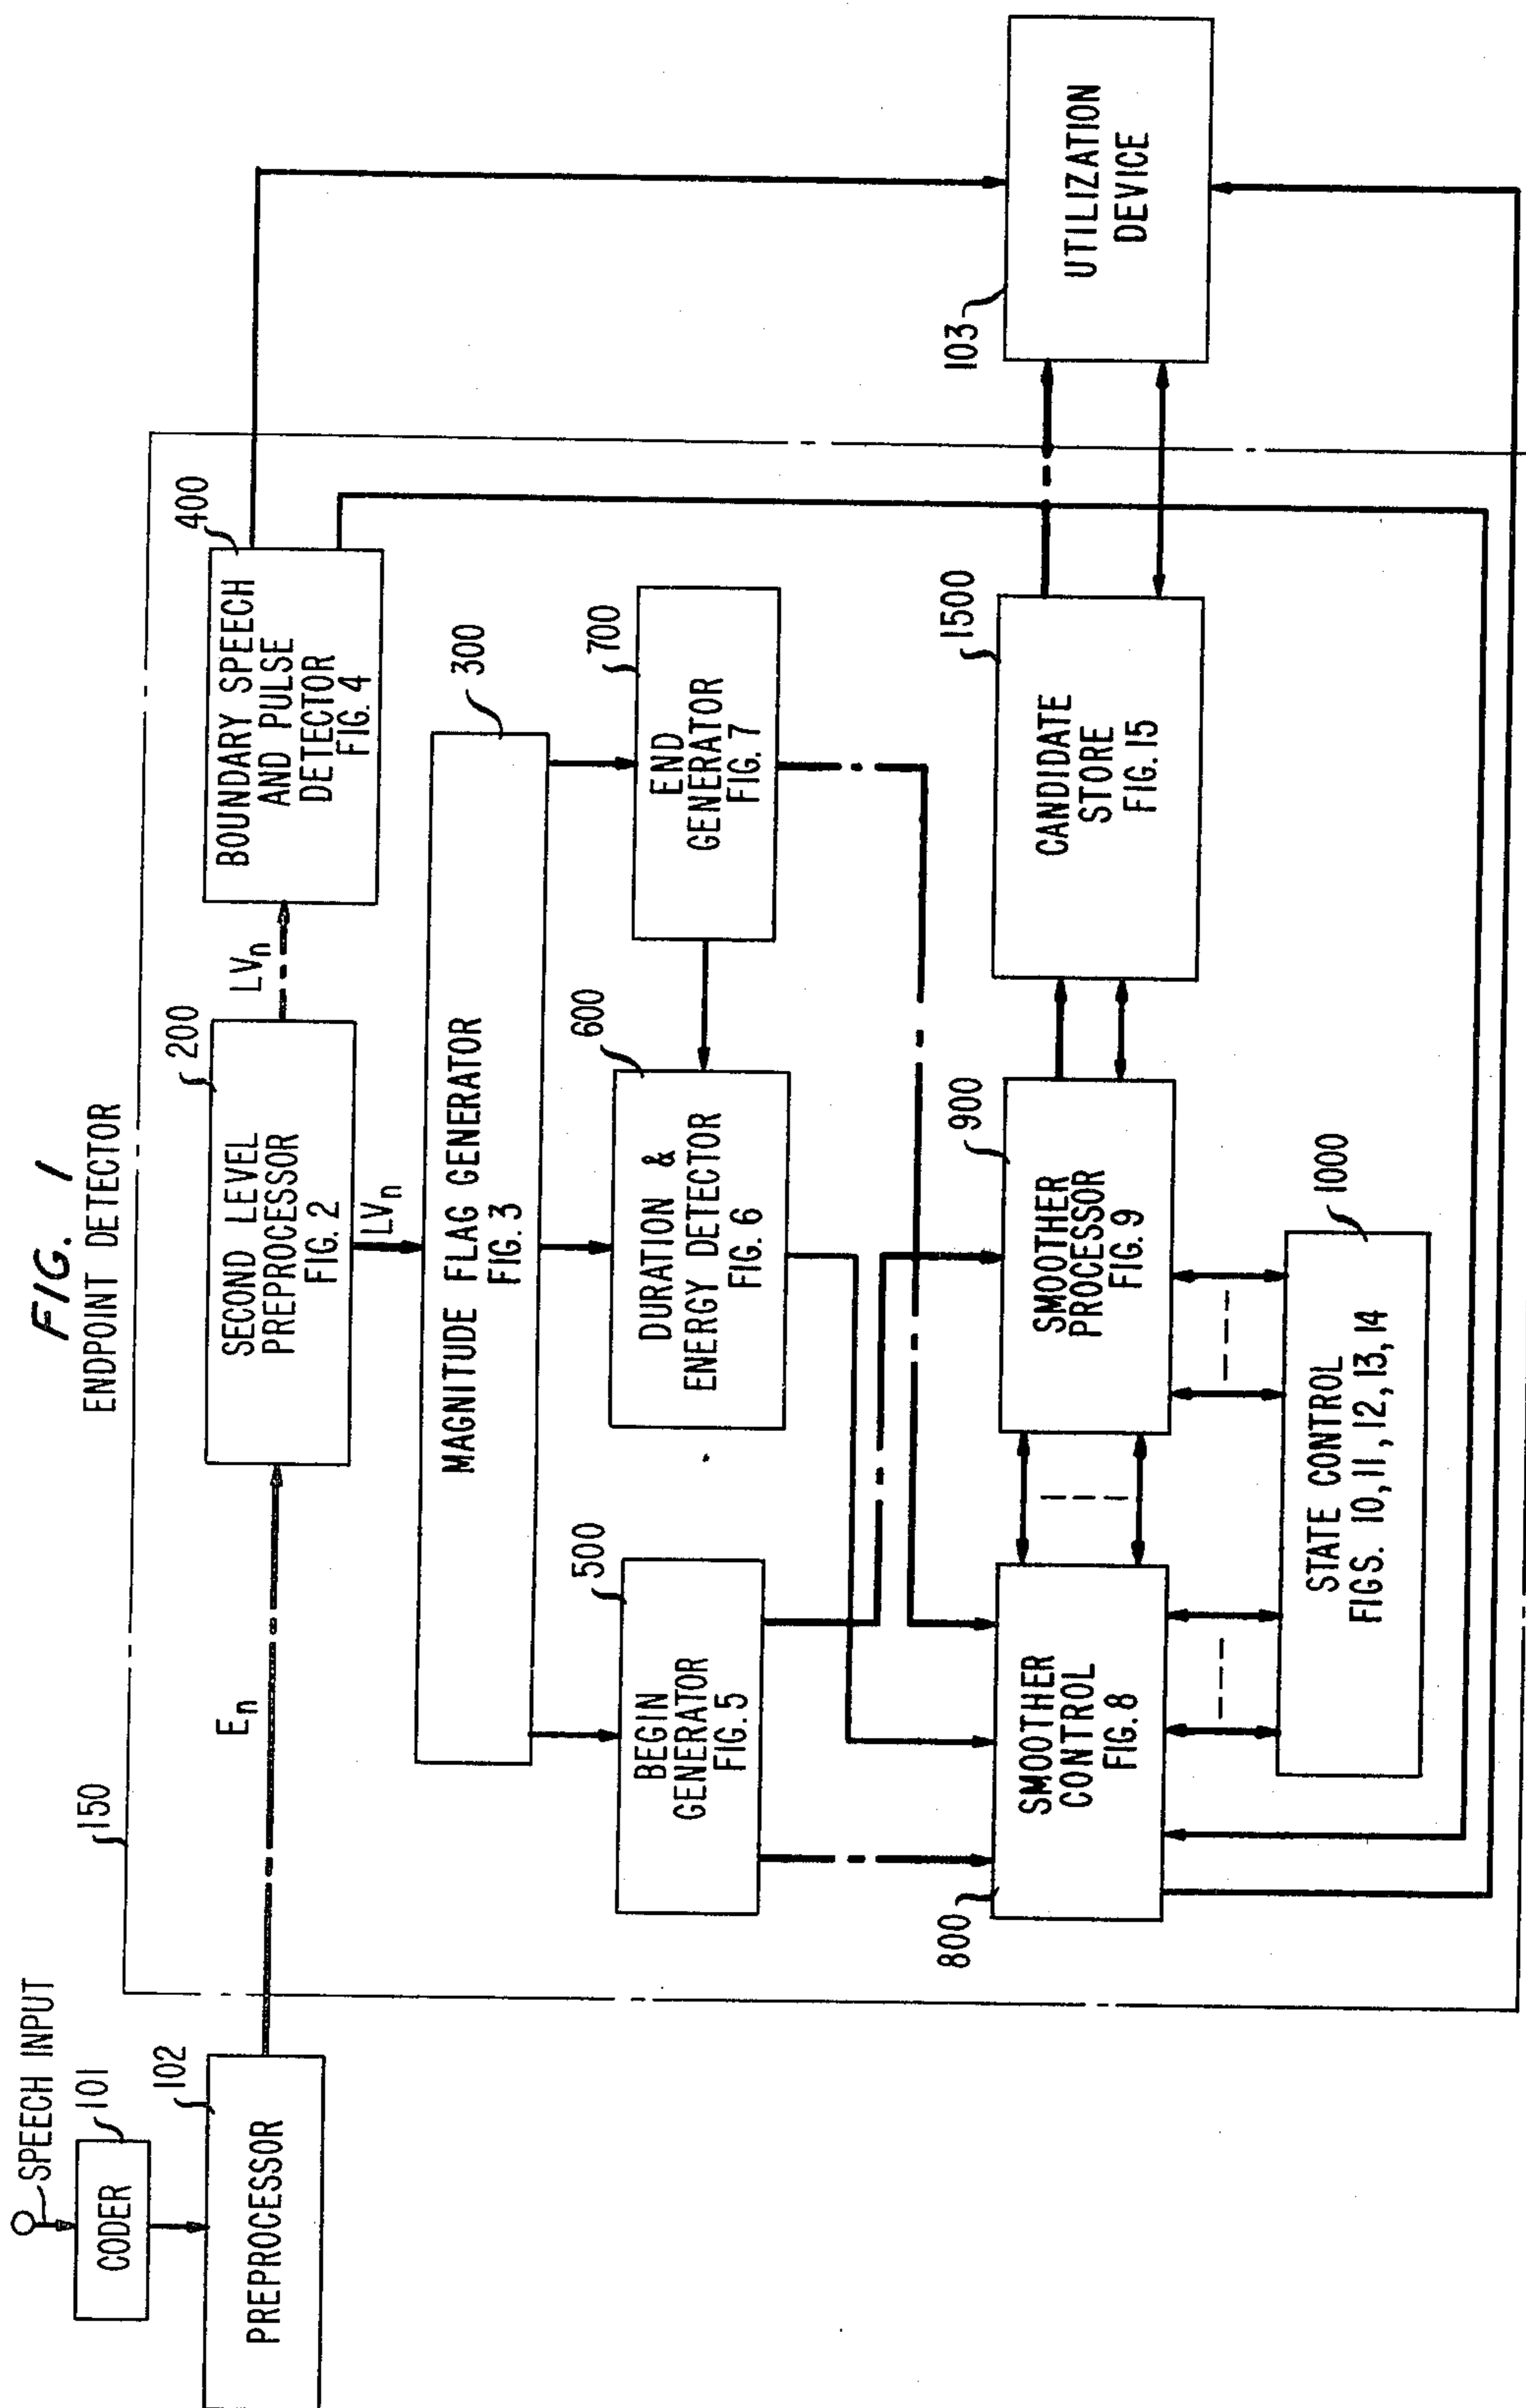 FIG. 1
ENDPOINT DETECTOR
SPEECH INPUT
101
CODER
102
PREPROCESSOR
150
E_n
200
SECOND LEVEL
PREPROCESSOR
FIG. 2
LV_n
LV_n
400
BOUNDARY SPEECH
AND PULSE
DETECTOR
FIG. 4
300
MAGNITUDE FLAG GENERATOR
FIG. 3
500
BEGIN
GENERATOR
FIG. 5
600
DURATION &
ENERGY DETECTOR
FIG. 6
700
END
GENERATOR
FIG. 7
800
SMOOTHER
CONTROL
FIG. 8
900
SMOOTHER
PROCESSOR
FIG. 9
1500
CANDIDATE
STORE
FIG. 15
103
UTILIZATION
DEVICE
1000
STATE CONTROL
FIGS. 10, 11, 12, 13, 14